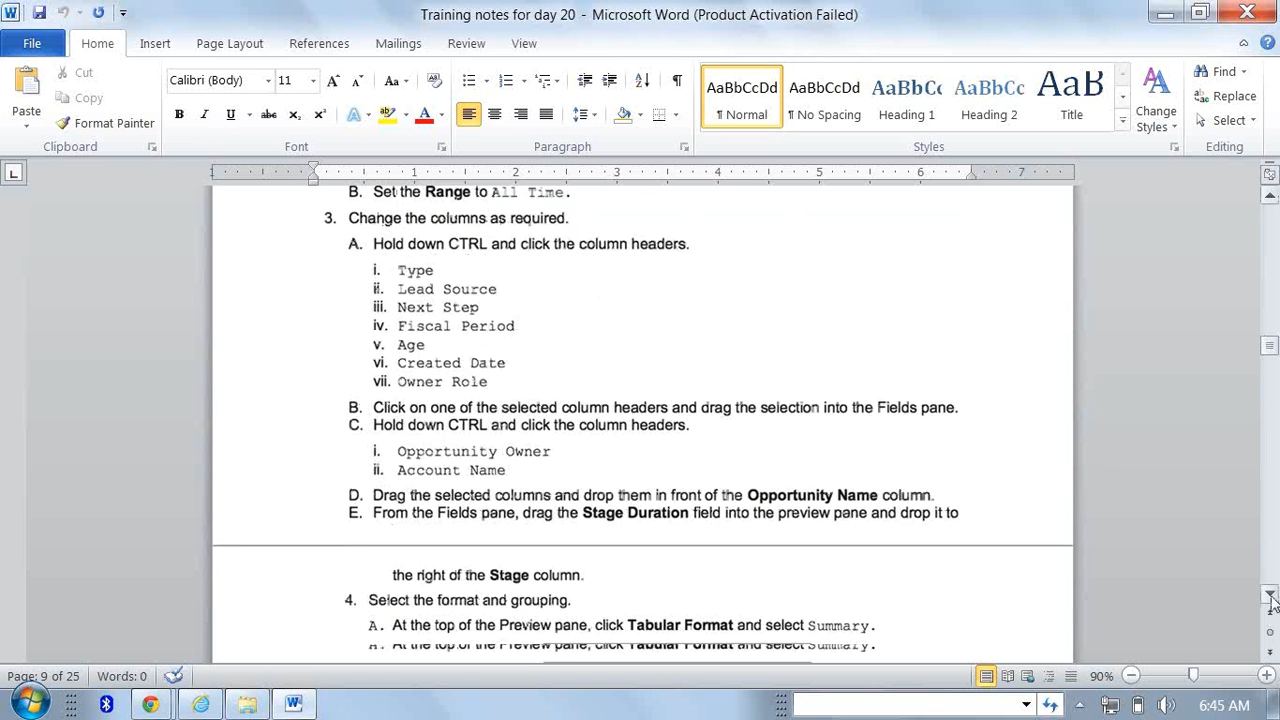 Training notes for day 20 - Microsoft Word (Product Activation Failed)
File Home Insert Page Layout References Mailings Review View
Paste
Cut
Copy
Format Painter
Calibri (Body) 11
AaBbCcDd AaBbCcDd AaBbCc AaBbCc AaB
¶ Normal ¶ No Spacing Heading 1 Heading 2 Title
Change Styles
Find
Replace
Select
Clipboard Font Paragraph Styles Editing
1 1 2 3 4 5 6 7
B. Set the Range to All Time.
3. Change the columns as required.
A. Hold down CTRL and click the column headers.
i. Type
ii. Lead Source
iii. Next Step
iv. Fiscal Period
v. Age
vi. Created Date
vii. Owner Role
B. Click on one of the selected column headers and drag the selection into the Fields pane.
C. Hold down CTRL and click the column headers.
i. Opportunity Owner
ii. Account Name
D. Drag the selected columns and drop them in front of the Opportunity Name column.
E. From the Fields pane, drag the Stage Duration field into the preview pane and drop it to
the right of the Stage column.
4. Select the format and grouping.
A. At the top of the Preview pane, click Tabular Format and select Summary.
A. At the top of the Preview pane, click Tabular Format and select Summary.
Page: 9 of 25 Words: 0 90%
6:45 AM